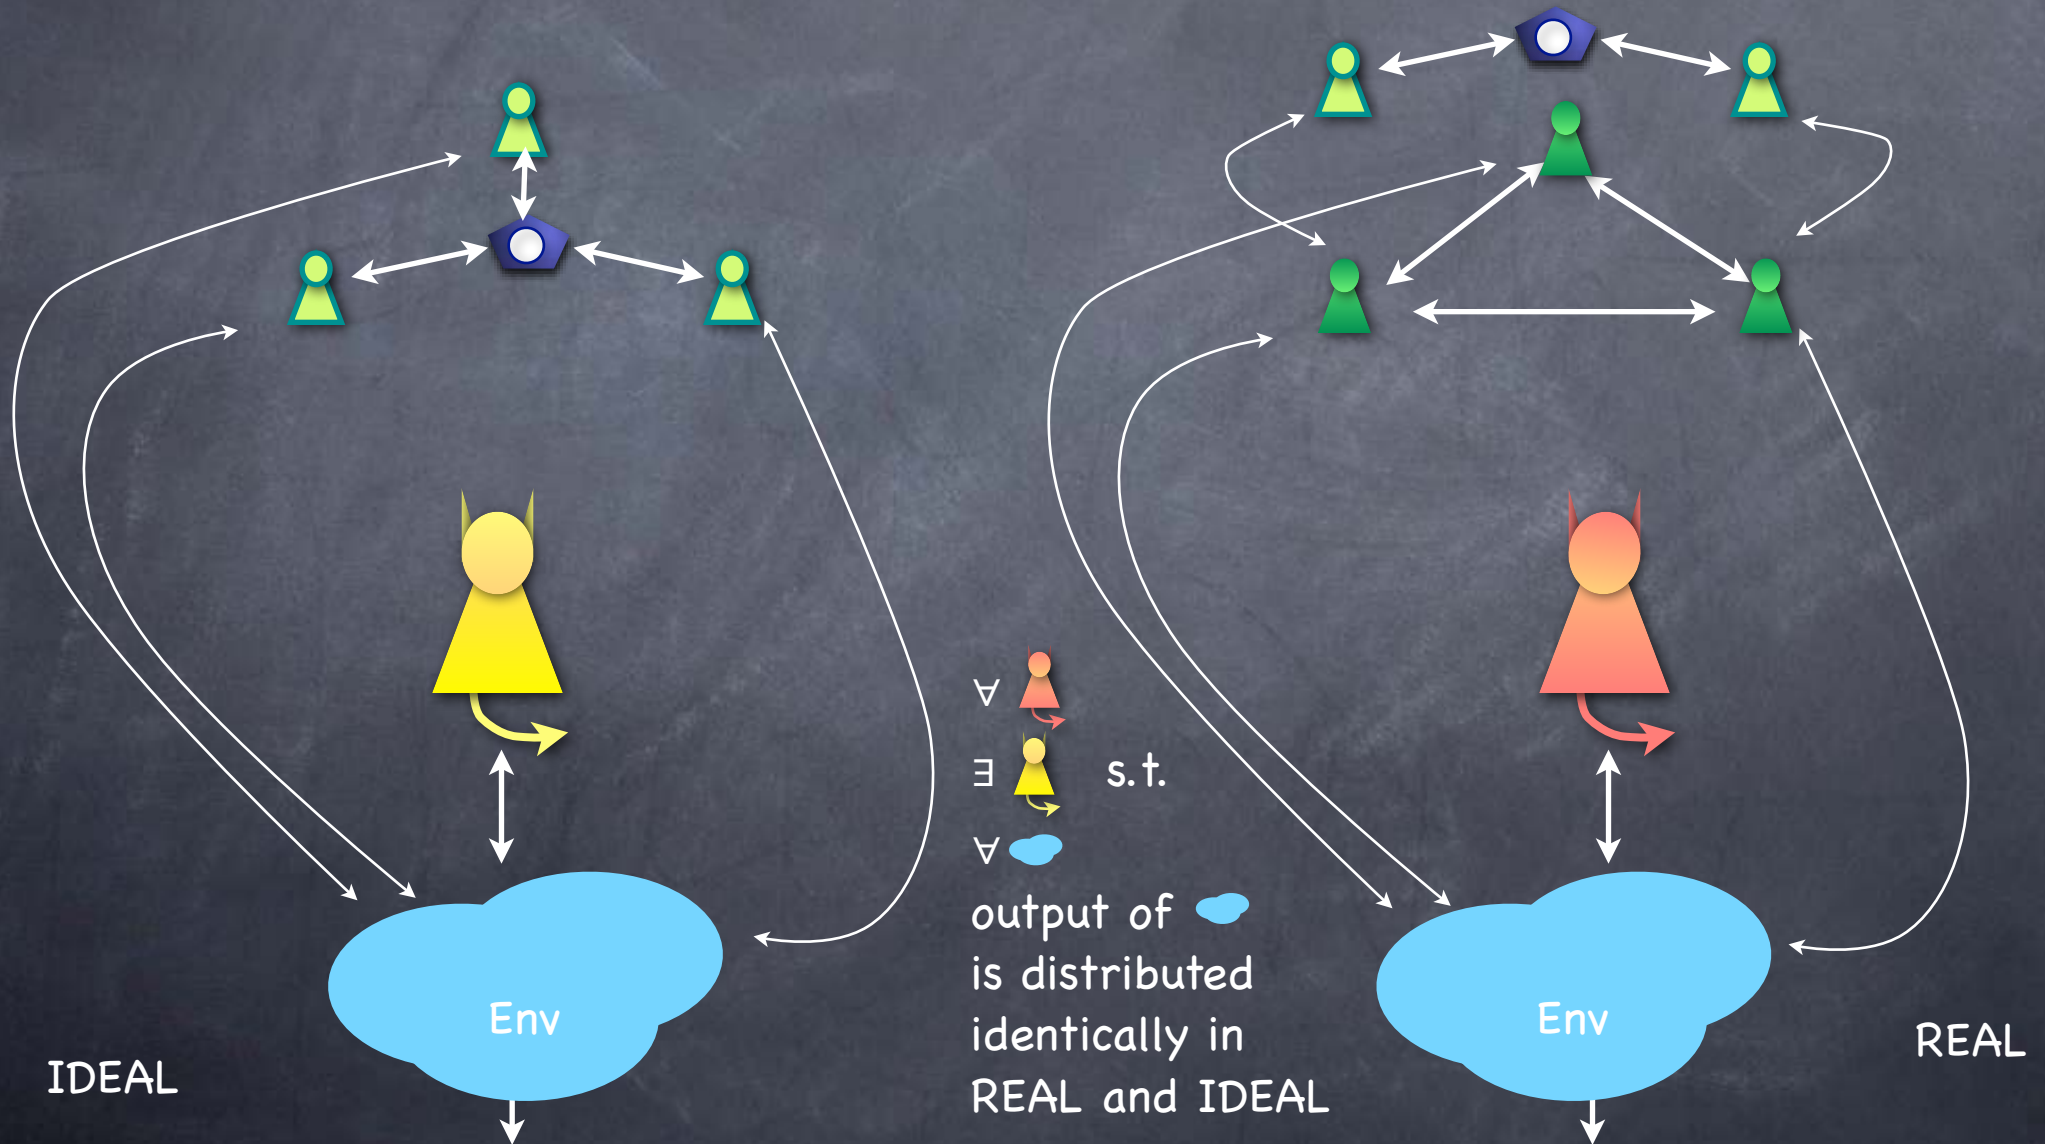 IDEAL
Env
∀
∃ s.t.
∀
output of
is distributed
identically in
REAL and IDEAL
Env
REAL